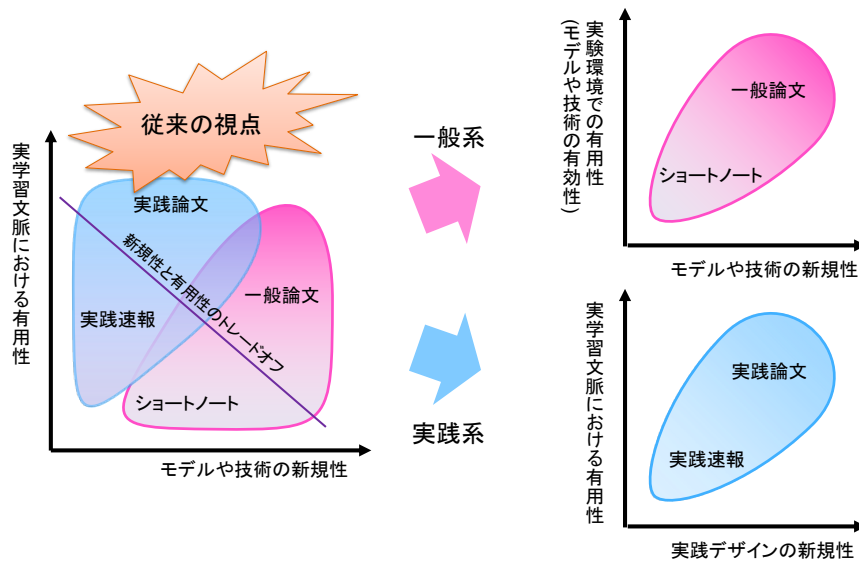 従来の視点
実学習文脈における有用性
実践論文
新規性と有用性のトレードオフ
一般論文
実践速報
ショートノート
モデルや技術の新規性
一般系
実践系
実験環境での有用性
(モデルや技術の有効性)
一般論文
ショートノート
モデルや技術の新規性
実学習文脈における有用性
実践論文
実践速報
実践デザインの新規性